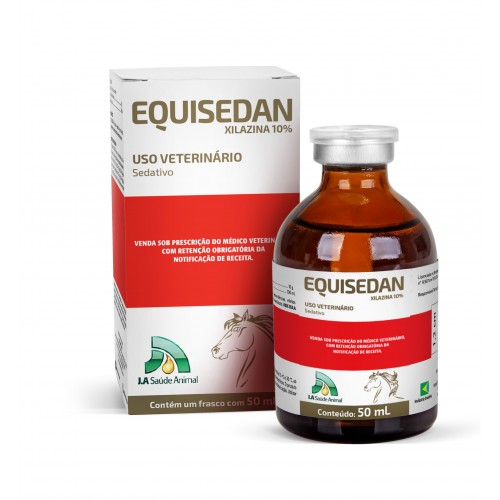 EQUISEDAN
XILAZINA 10%
USO VETERINÁRIO
Sedativo
VENDA SOB PRESCRIÇÃO DO MÉDICO VETERIN
COM RETENÇÃO OBRIGATÓRIA DA
NOTIFICAÇÃO DE RECEITA.
J.A Saúde Animal
Contém um frasco com 50 mL
EQUISEDAN
XILAZINA 10%
USO VETERINÁRIO
Sedativo
VENDA SOB PRESCRIÇÃO DO MÉDICO VETERINÁRIO,
COM RETENÇÃO OBRIGATÓRIA DA
NOTIFICAÇÃO DE RECEITA.
J.A Saúde Animal
Conteúdo: 50 mL